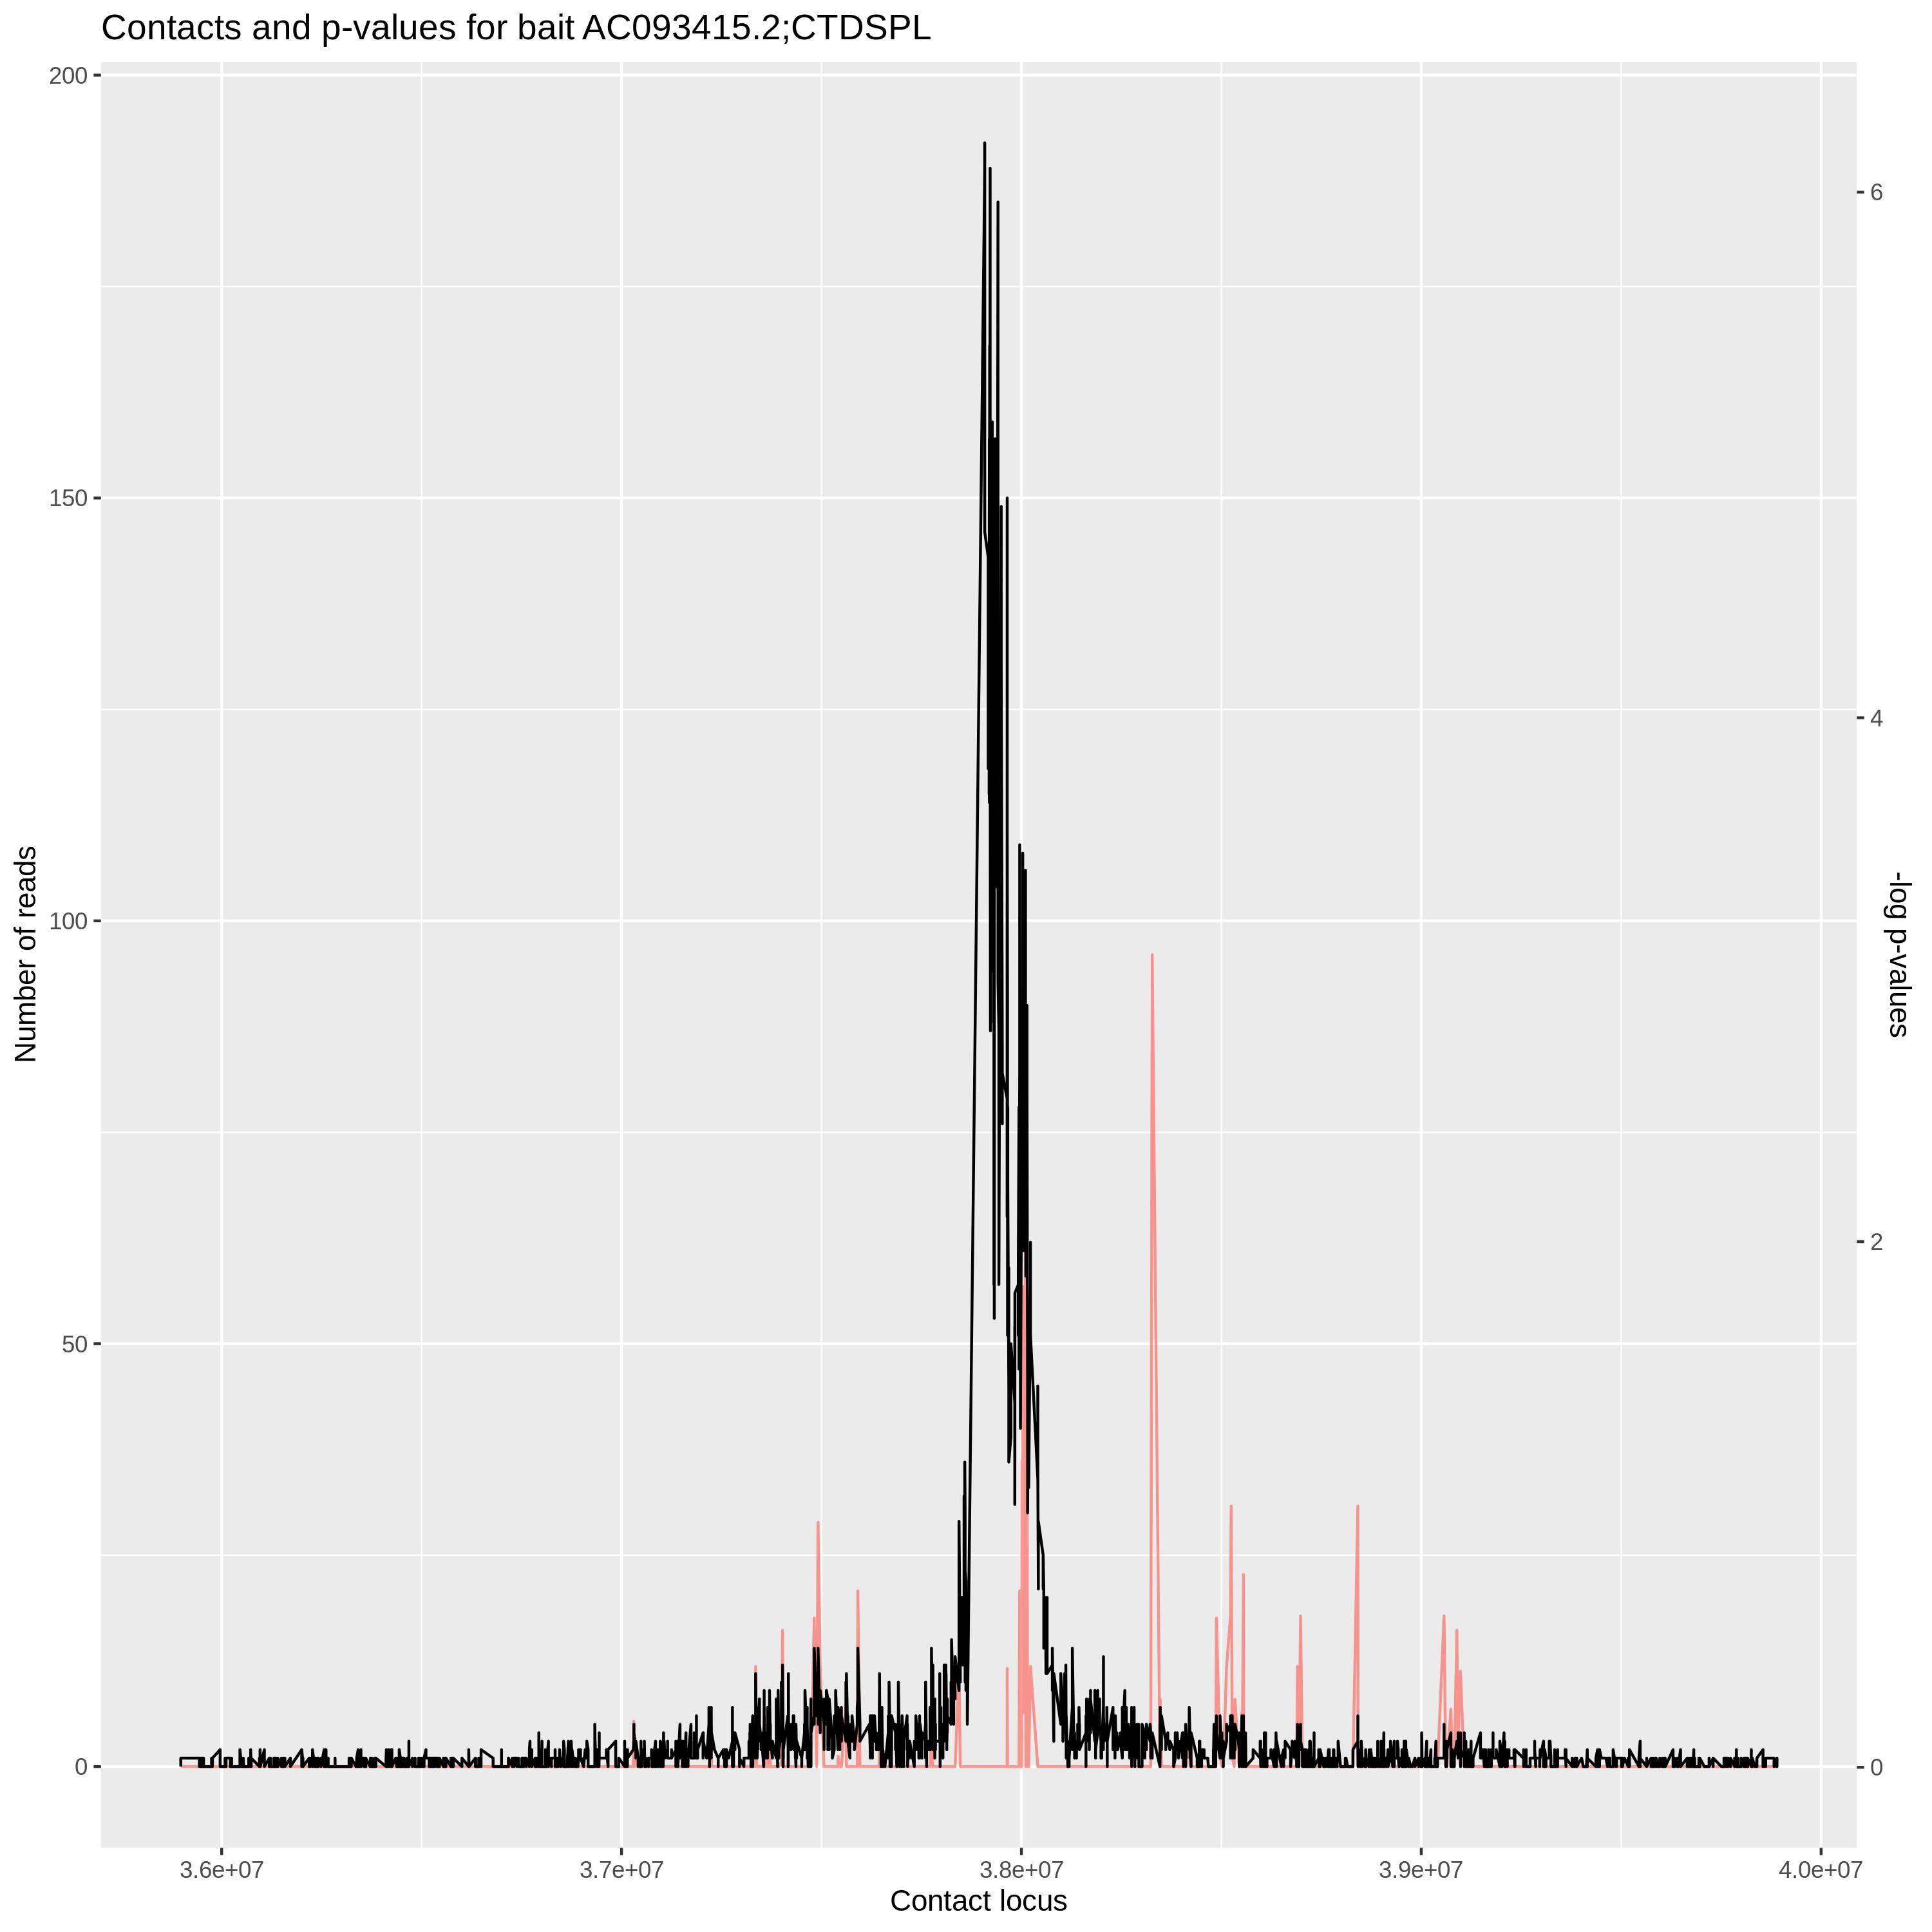 Contacts and p-values for bait AC093415.2;CTDSPL
200
150
100
50
0
Number of reads
6
4
2
0
-log p-values
3.6e+07 3.7e+07 3.8e+07 3.9e+07 4.0e+07
Contact locus